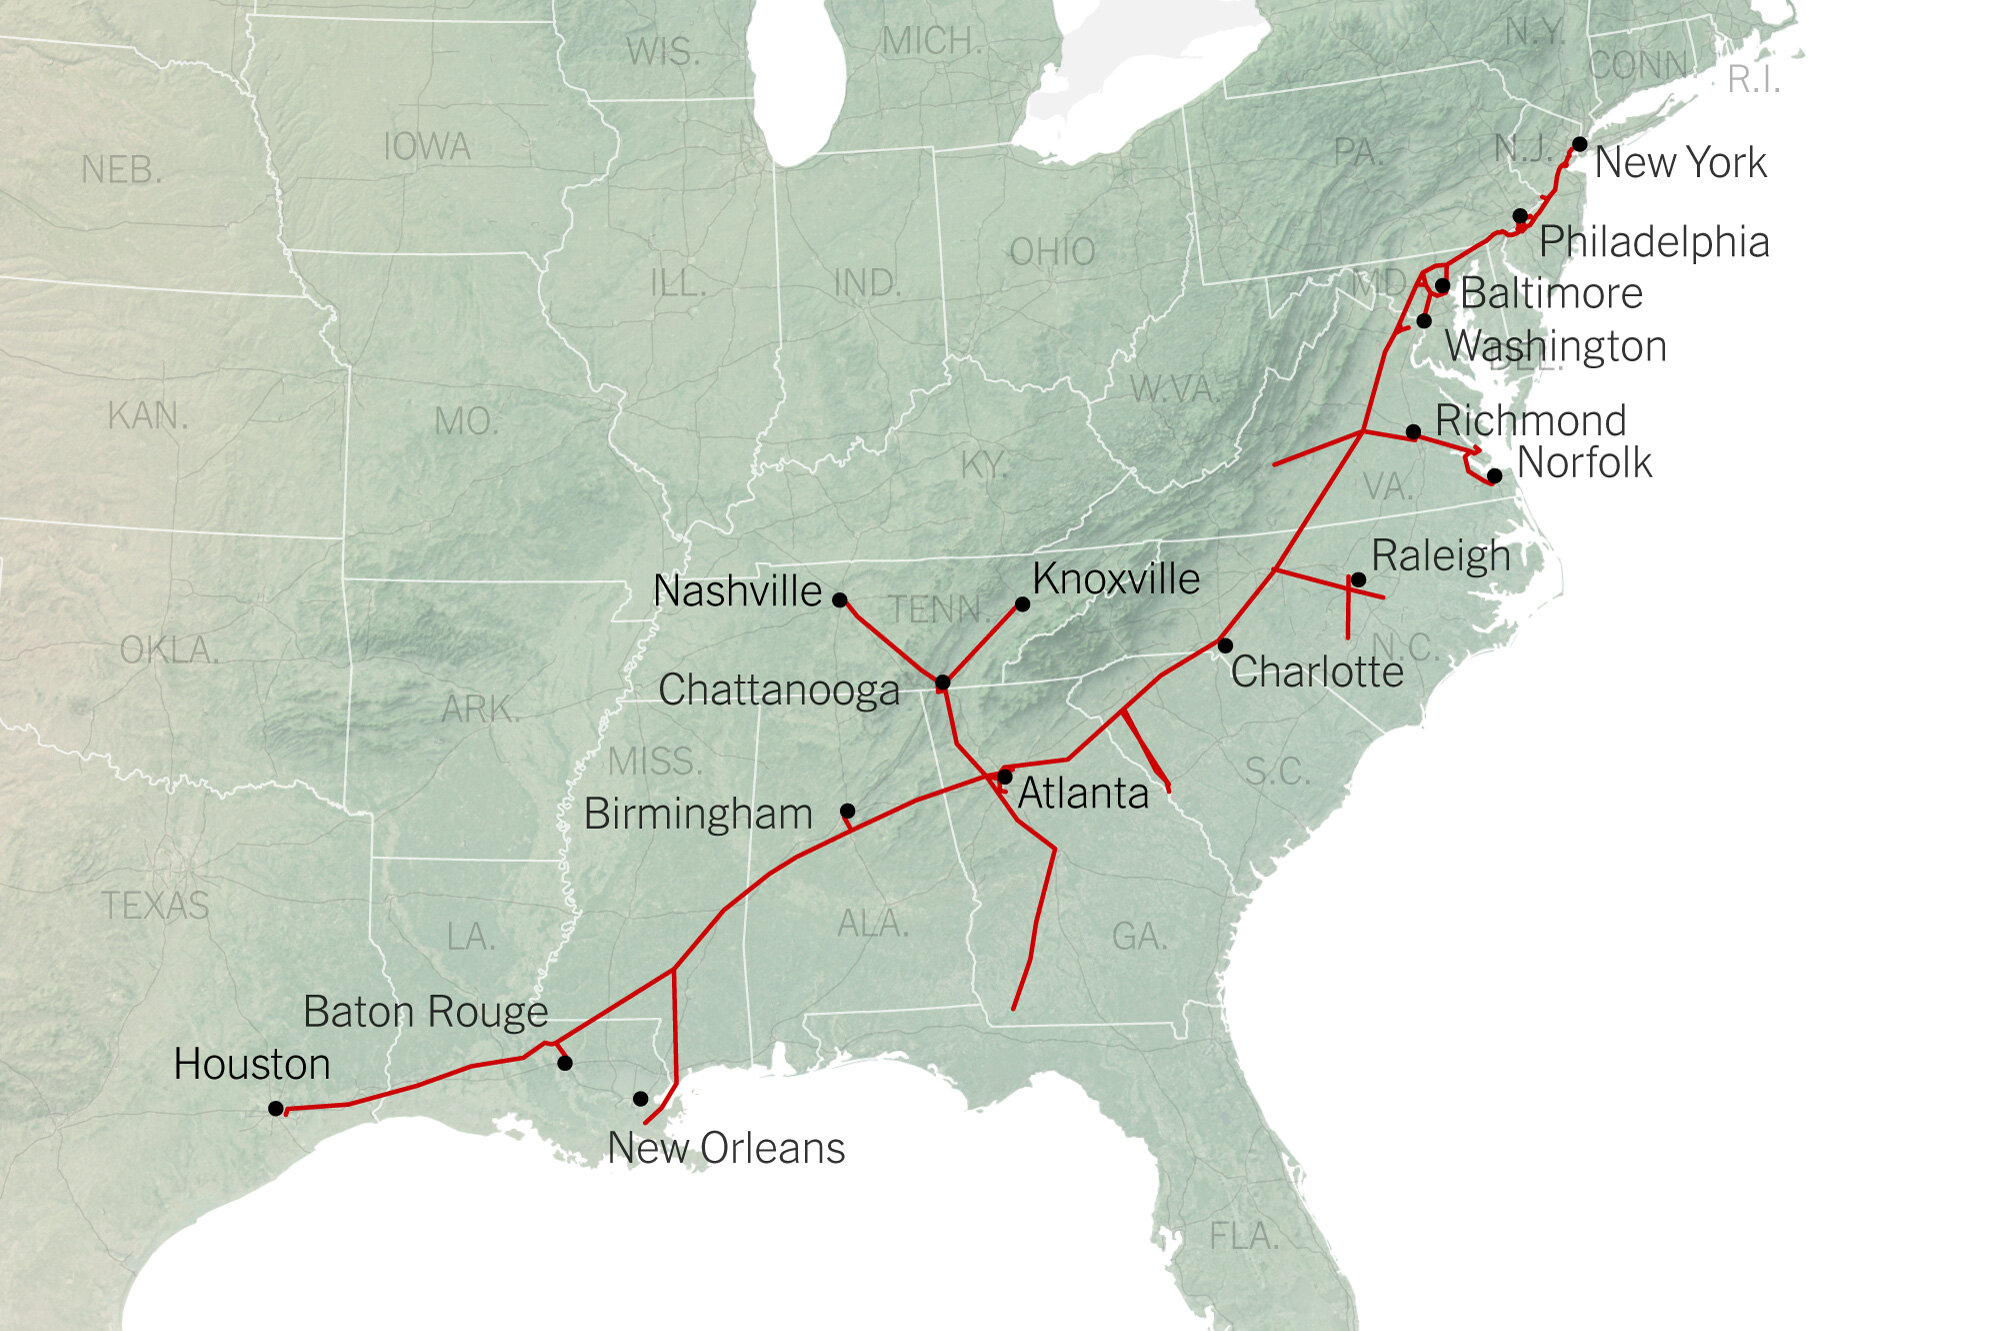 N.Y.
WIS.
MICH.
CONN.
R.I.
IOWA
PA.
N.J.
New York
NEB.
Philadelphia
OHIO
ILL.
IND.
MD.
Baltimore
Washington
DEL.
W.VA.
KAN.
MO.
Richmond
KY.
Norfolk
VA.
Raleigh
Nashville
TENN.
Knoxville
OKLA.
N.C.
Charlotte
Chattanooga
ARK.
MISS.
S.C.
Atlanta
Birmingham
TEXAS
LA.
ALA.
GA.
Baton Rouge
Houston
New Orleans
FLA.